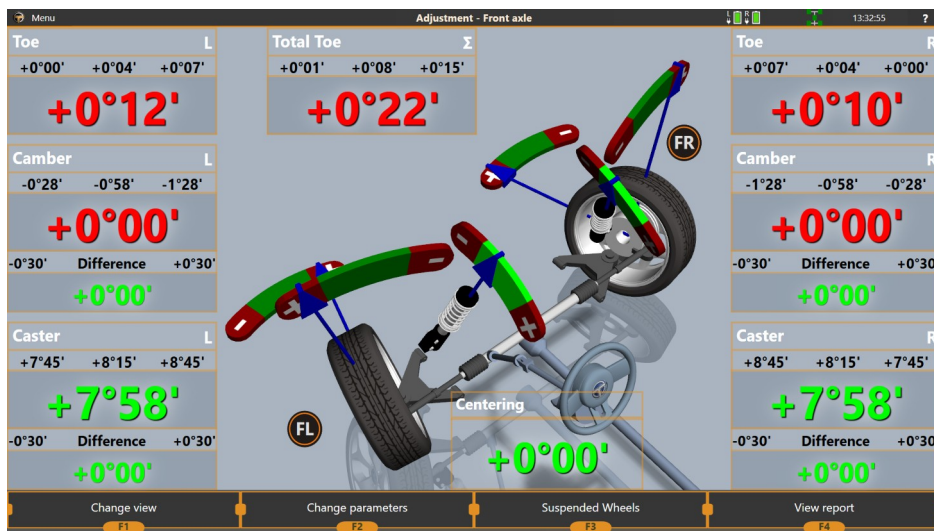 Menu
Adjustment - Front axle
L R
13:32:55
?
Toe L
+0°00' +0°04' +0°07'
+0°12'
Total Toe Σ
+0°01' +0°08' +0°15'
+0°22'
Toe R
+0°07' +0°04' +0°00'
+0°10'
Camber L
-0°28' -0°58' -1°28'
+0°00'
-0°30' Difference +0°30'
+0°00'
Camber R
-1°28' -0°58' -0°28'
+0°00'
-0°30' Difference +0°30
+0°00'
Caster L
+7°45' +8°15' +8°45'
+7°58'
-0°30' Difference +0°30'
+0°00'
Caster R
+8°45' +8°15' +7°45'
+7°58'
-0°30' Difference +0°30
+0°00'
FR
FL
Centering
+0°00'
Change view
F1
Change parameters
F2
Suspended Wheels
F3
View report
F4